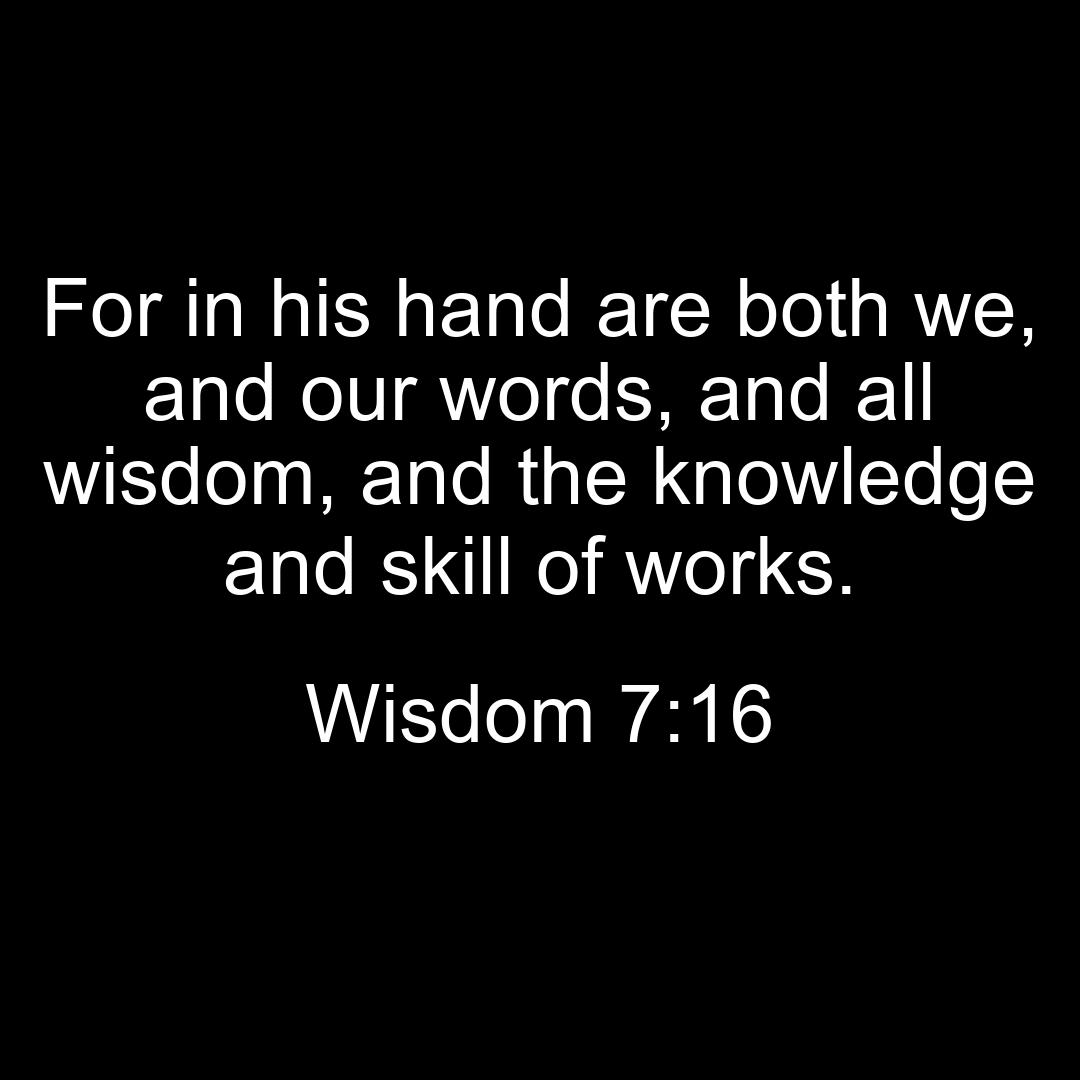 For in his hand are both we,
and our words, and all
wisdom, and the knowledge
and skill of works.
Wisdom 7:16